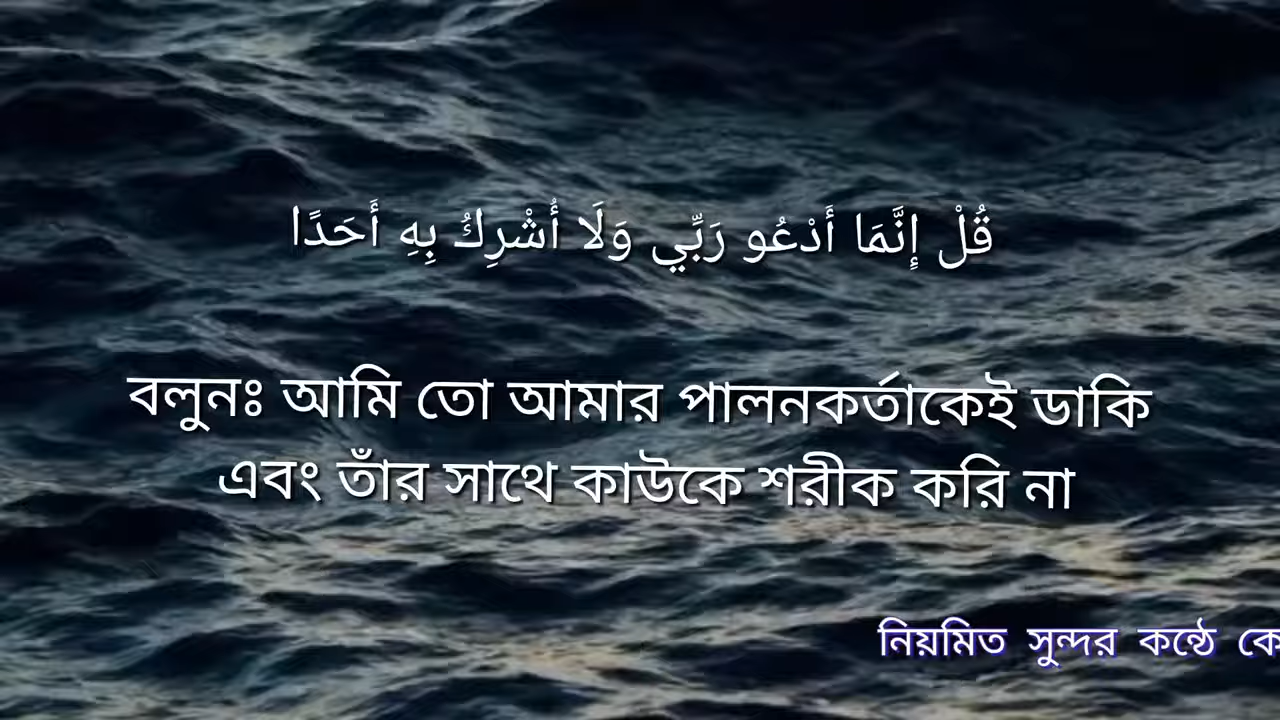 قُلْ إِنَّمَا أَدْعُو رَبِّي وَلَا أُشْرِكُ بِهِ أَحَدًا
বলুনঃ আমি তো আমার পালনকর্তাকেই ডাকি
এবং তাঁর সাথে কাউকে শরীক করি না
নিয়মিত সুন্দর কন্ঠে